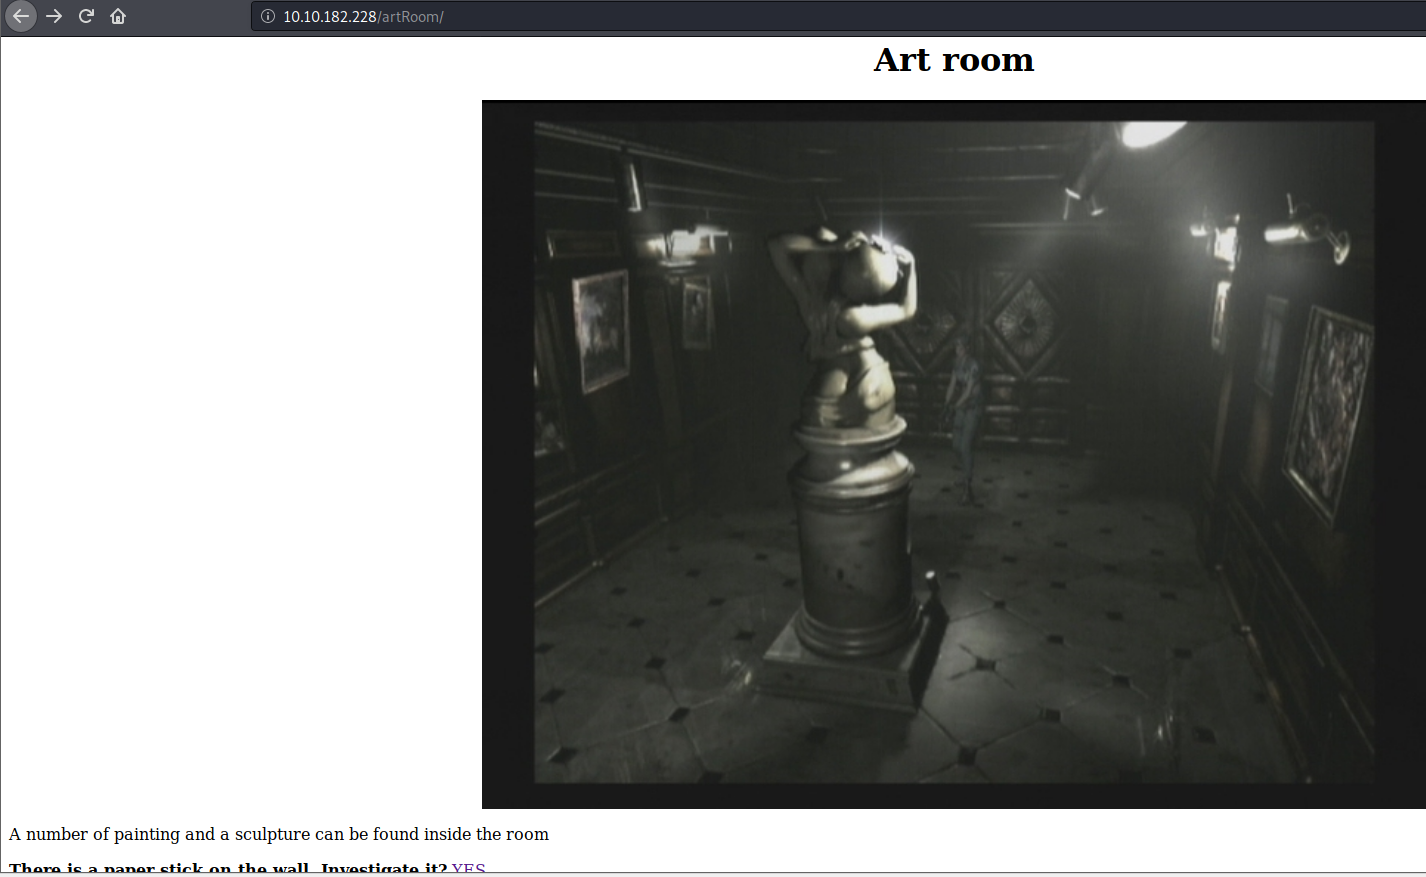 10.10.182.228/artRoom/
Art room
A number of painting and a sculpture can be found inside the room
There is a paper stick on the wall. Investigate it? YES